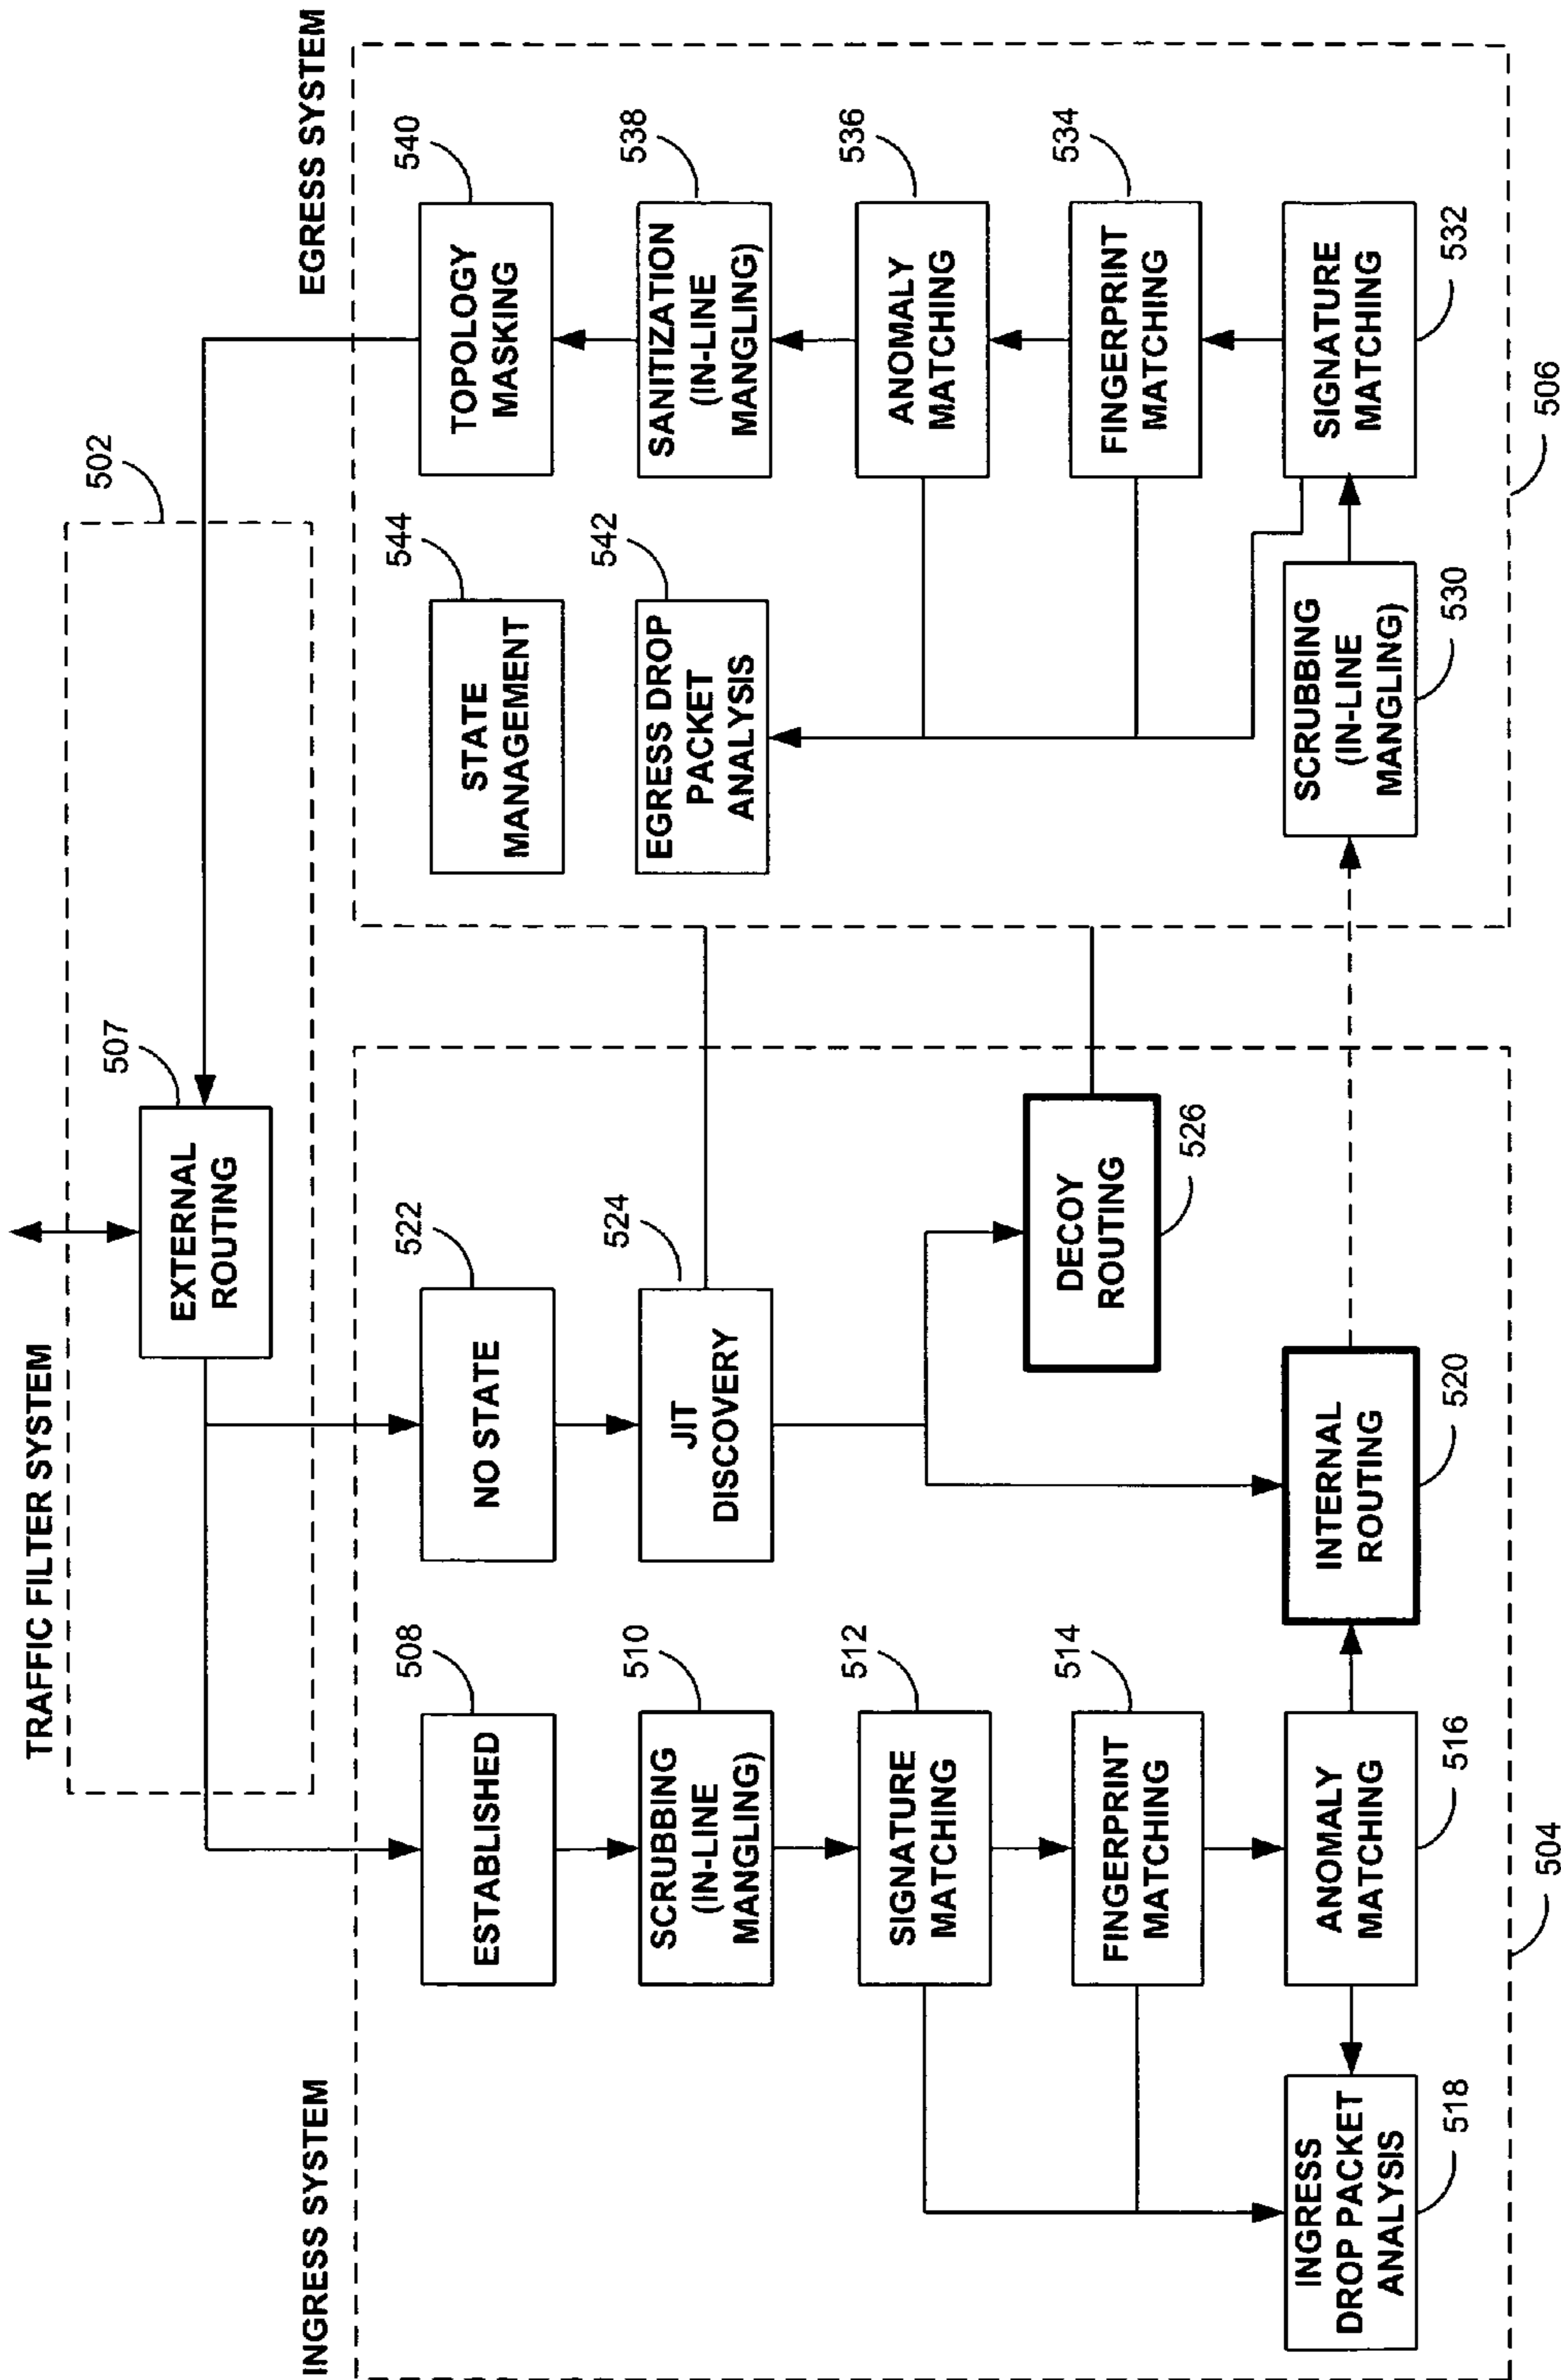 TRAFFIC FILTER SYSTEM
502
507
EXTERNAL
ROUTING
INGRESS SYSTEM
508
ESTABLISHED
510
SCRUBBING
(IN-LINE
MANGLING)
512
SIGNATURE
MATCHING
514
FINGERPRINT
MATCHING
516
ANOMALY
MATCHING
INGRESS
DROP PACKET
ANALYSIS
518
522
NO STATE
524
JIT
DISCOVERY
DECOY
ROUTING
526
INTERNAL
ROUTING
520
504
EGRESS SYSTEM
544
STATE
MANAGEMENT
542
EGRESS DROP
PACKET
ANALYSIS
SCRUBBING
(IN-LINE
MANGLING)
530
540
TOPOLOGY
MASKING
538
SANITIZATION
(IN-LINE
MANGLING)
536
ANOMALY
MATCHING
534
FINGERPRINT
MATCHING
SIGNATURE
MATCHING
532
506